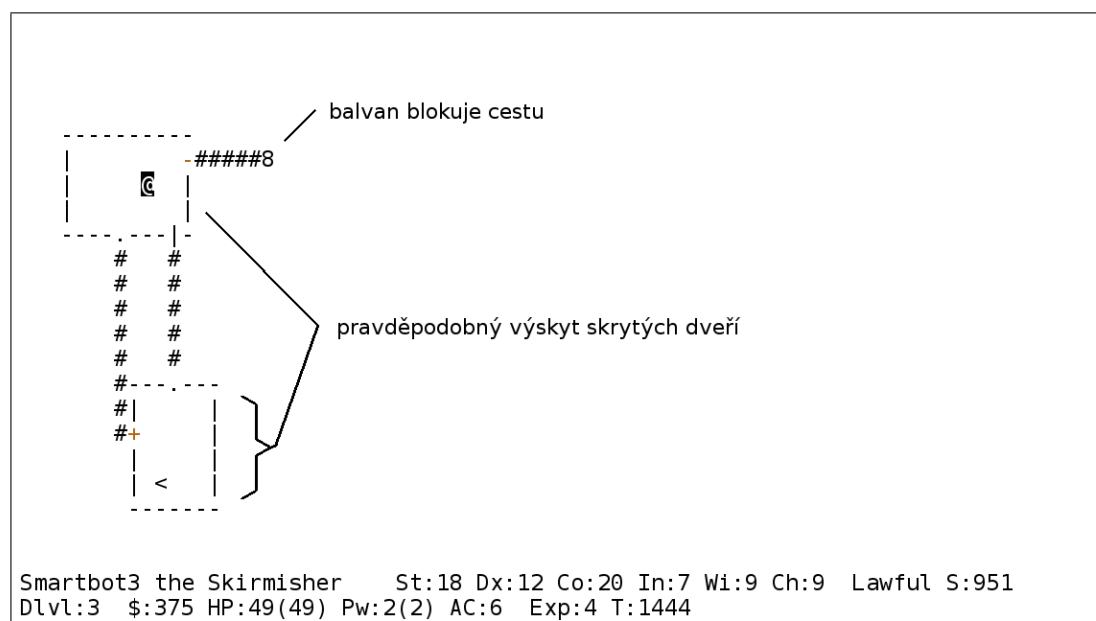 balvan blokuje cestu
- - - - - - - - - -
| -#####8
| @ |
| |
- - - - . - - - | -
# #
# #
# #
# #
# #
pravděpodobný výskyt skrytých dveří
#- - - . - - -
#| |
#+ |
| |
| < |
- - - - - - -
Smartbot3 the Skirmisher St:18 Dx:12 Co:20 In:7 Wi:9 Ch:9 Lawful S:951
Dlvl:3 $:375 HP:49(49) Pw:2(2) AC:6 Exp:4 T:1444